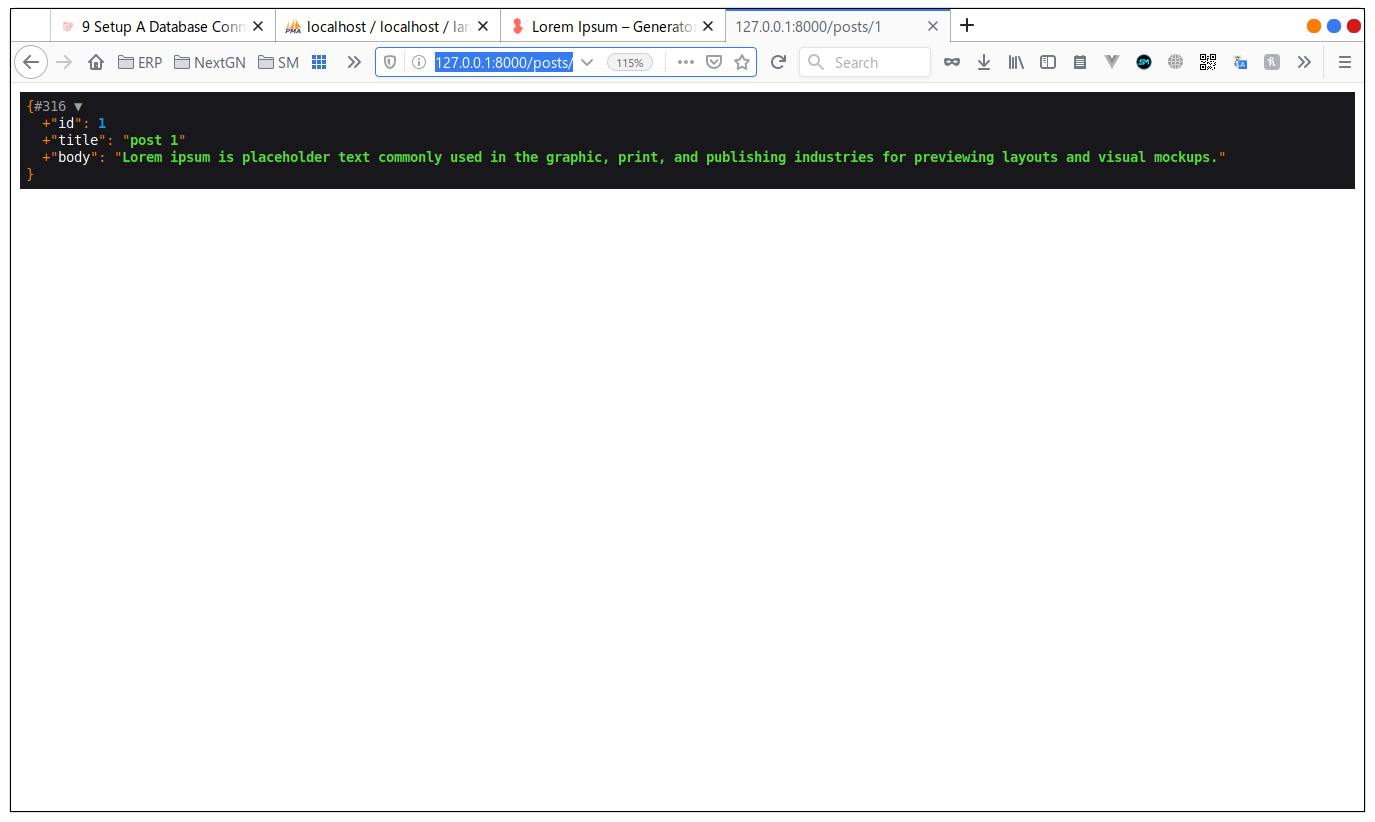 9 Setup A Database Conn
localhost / localhost / lar
Lorem Ipsum – Generator
127.0.0.1:8000/posts/1
ERP
NextGN
SM
127.0.0.1:8000/posts/
115%
Search
{#316 ▼
+"id": 1
+"title": "post 1"
+"body": "Lorem ipsum is placeholder text commonly used in the graphic, print, and publishing industries for previewing layouts and visual mockups."
}